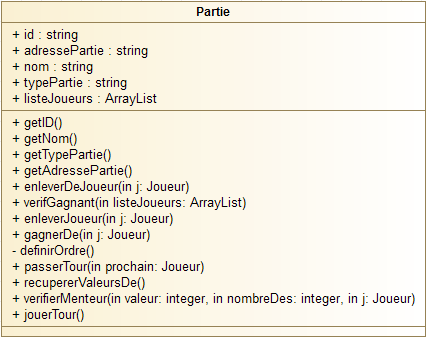 Partie
+ id : string
+ adressePartie : string
+ nom : string
+ typePartie : string
+ listeJoueurs : ArrayList
+ getID()
+ getNom()
+ getTypePartie()
+ getAdressePartie()
+ enleverDeJoueur(in j: Joueur)
+ verifGagnant(in listeJoueurs: ArrayList)
+ enleverJoueur(in j: Joueur)
+ gagnerDe(in j: Joueur)
- definirOrdre()
+ passerTour(in prochain: Joueur)
+ recupererValeursDe()
+ verifierMenteur(in valeur: integer, in nombreDes: integer, in j: Joueur)
+ jouerTour()